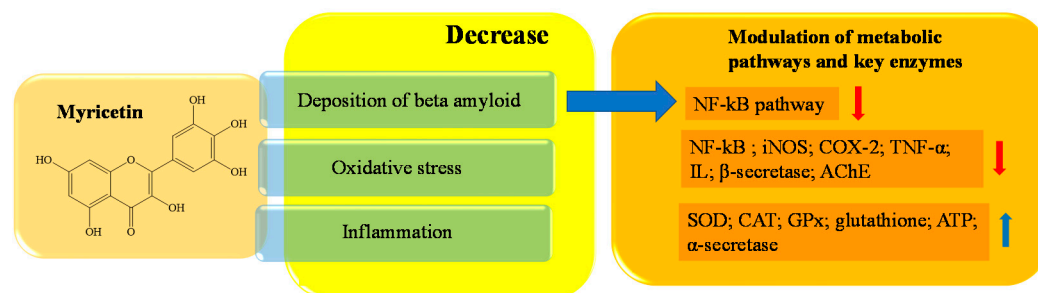 Myricetin
OH
OH
OH
HO
O
OH
OH
O
Decrease
Deposition of beta amyloid
Oxidative stress
Inflammation
Modulation of metabolic
pathways and key enzymes
NF-kB pathway
NF-kB ; iNOS; COX-2; TNF-α;
IL; β-secretase; AChE
SOD; CAT; GPx; glutathione; ATP;
α-secretase